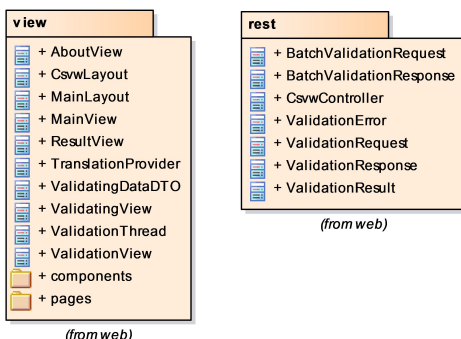 view
+ AboutView
+ CsvwLayout
+ MainLayout
+ MainView
+ ResultView
+ TranslationProvider
+ ValidatingDataDTO
+ ValidatingView
+ ValidationThread
+ ValidationView
+ components
+ pages
(from web)
rest
+ BatchValidationRequest
+ BatchValidationResponse
+ CsvwController
+ ValidationError
+ ValidationRequest
+ ValidationResponse
+ ValidationResult
(from web)